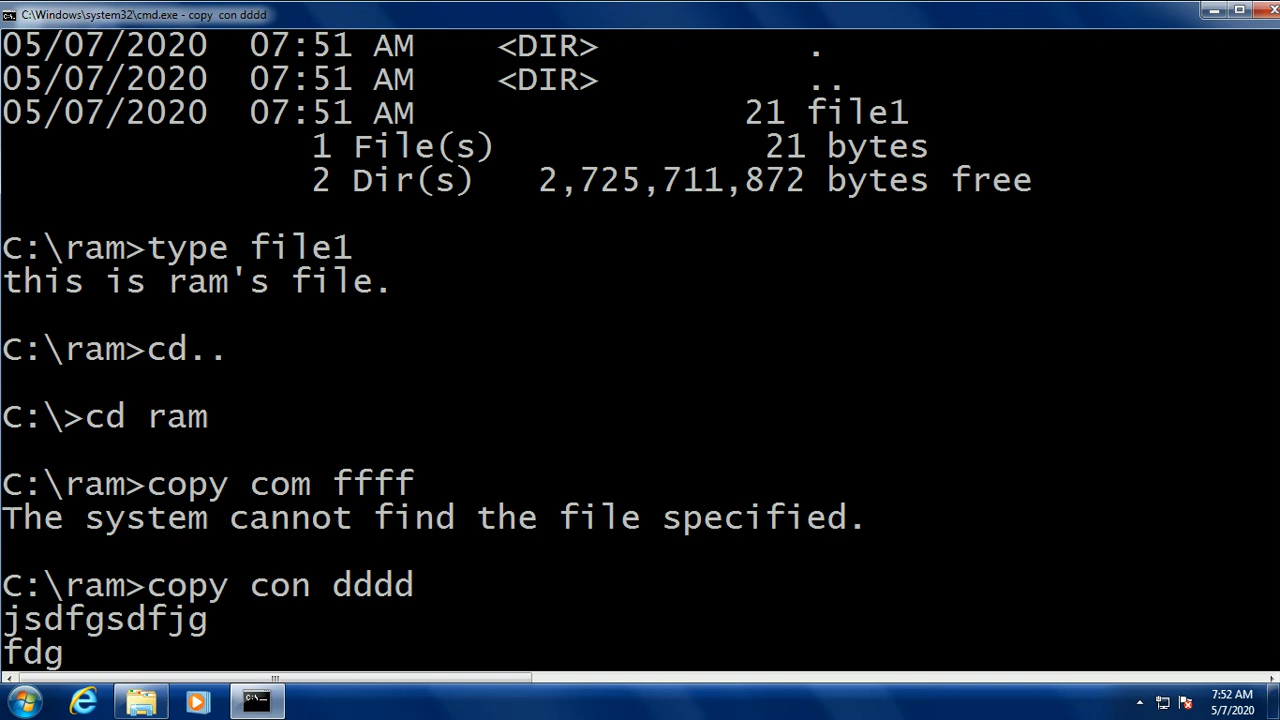 C:\Windows\system32\cmd.exe - copy  con dddd
05/07/2020  07:51 AM    <DIR>          .
05/07/2020  07:51 AM    <DIR>          ..
05/07/2020  07:51 AM                21 file1
               1 File(s)             21 bytes
               2 Dir(s)   2,725,711,872 bytes free
C:\ram>type file1
this is ram's file.
C:\ram>cd..
C:\>cd ram
C:\ram>copy com ffff
The system cannot find the file specified.
C:\ram>copy con dddd
jsdfgsdfjg
fdg
7:52 AM
5/7/2020